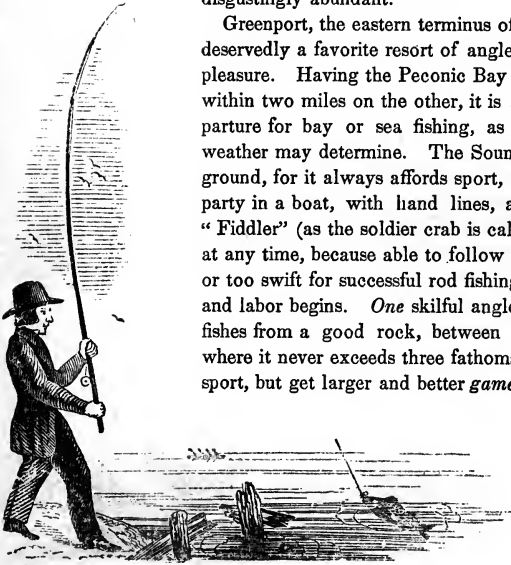 disgustingly abundant.
Greenport, the eastern terminus of
deservedly a favorite resort of angle
pleasure. Having the Peconic Bay
within two miles on the other, it is
parture for bay or sea fishing, as
weather may determine. The Soun
ground, for it always affords sport,
party in a boat, with hand lines, a
“ Fiddler” (as the soldier crab is cal
at any time, because able to follow
or too swift for successful rod fishing
and labor begins. One skilful angle
fishes from a good rock, between
where it never exceeds three fathoms
sport, but get larger and better game